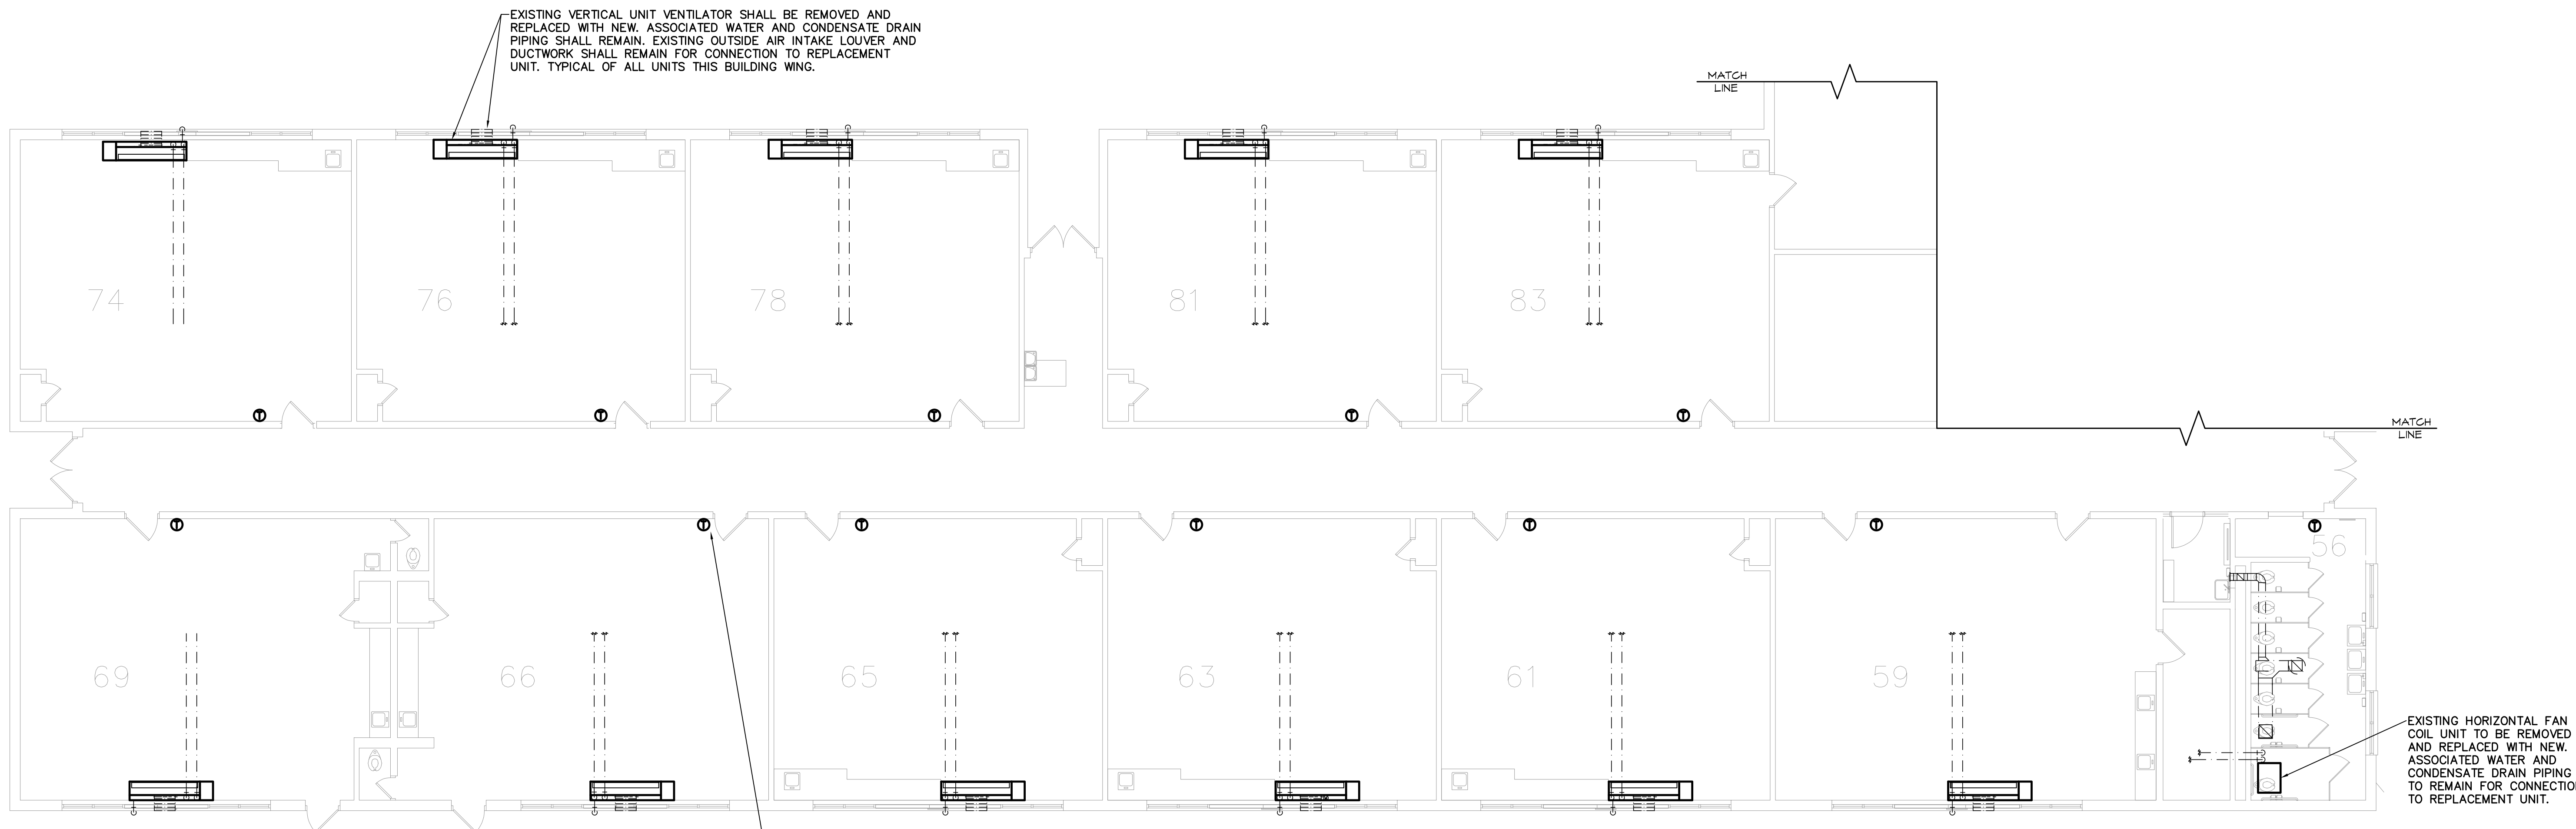 EXISTING VERTICAL UNIT VENTILATOR SHALL BE REMOVED AND
REPLACED WITH NEW. ASSOCIATED WATER AND CONDENSATE DRAIN
PIPING SHALL REMAIN. EXISTING OUTSIDE AIR INTAKE LOUVER AND
DUCTWORK SHALL REMAIN FOR CONNECTION TO REPLACEMENT
UNIT. TYPICAL OF ALL UNITS THIS BUILDING WING.
MATCH
LINE
74
76
78
81
83
T
T
T
T
T
MATCH
LINE
T
T
T
T
T
T
T
56
69
66
65
63
61
59
EXISTING HORIZONTAL FAN
COIL UNIT TO BE REMOVED
AND REPLACED WITH NEW.
ASSOCIATED WATER AND
CONDENSATE DRAIN PIPING
TO REMAIN FOR CONNECTIO
TO REPLACEMENT UNIT.